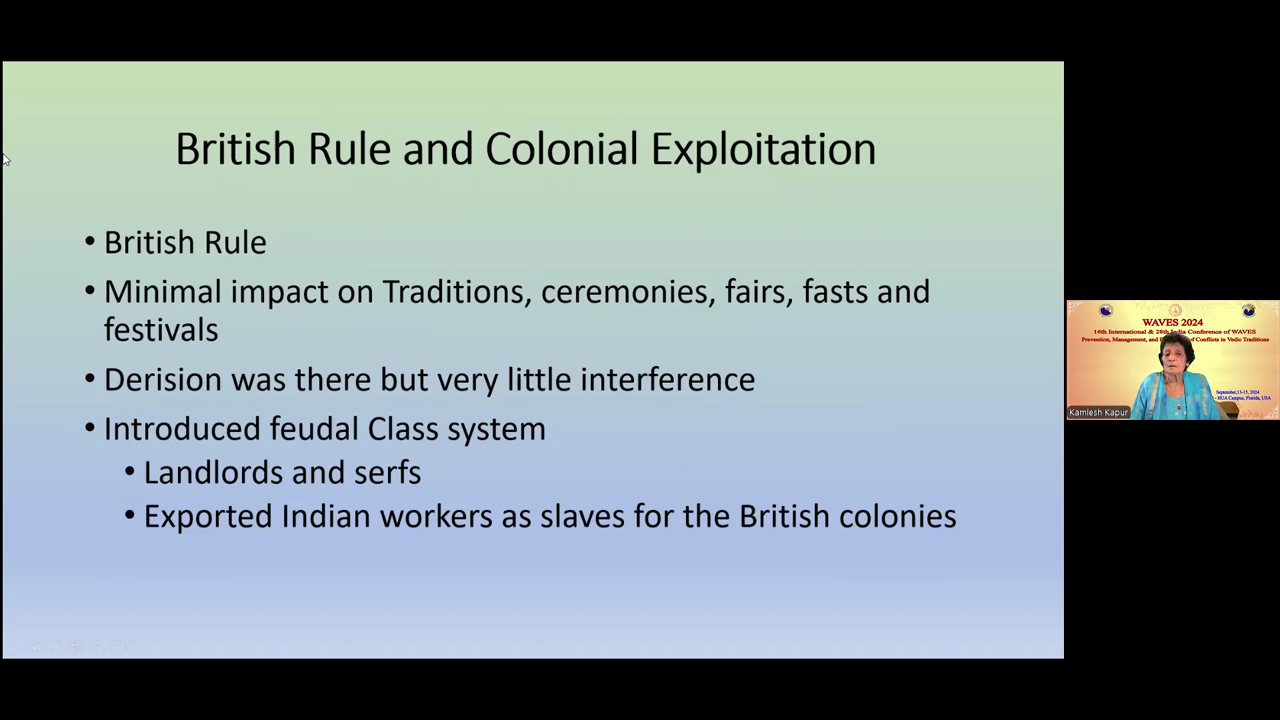 British Rule and Colonial Exploitation
• British Rule
• Minimal impact on Traditions, ceremonies, fairs, fasts and
festivals
• Derision was there but very little interference
• Introduced feudal Class system
• Landlords and serfs
• Exported Indian workers as slaves for the British colonies
WAVES 2024
16th International & 28th India Conference of WAVES
Prevention, Management, and of Conflicts in Vedic Traditions
September,13-15, 2024
HUA Campus, Florida, USA
Kamlesh Kapur